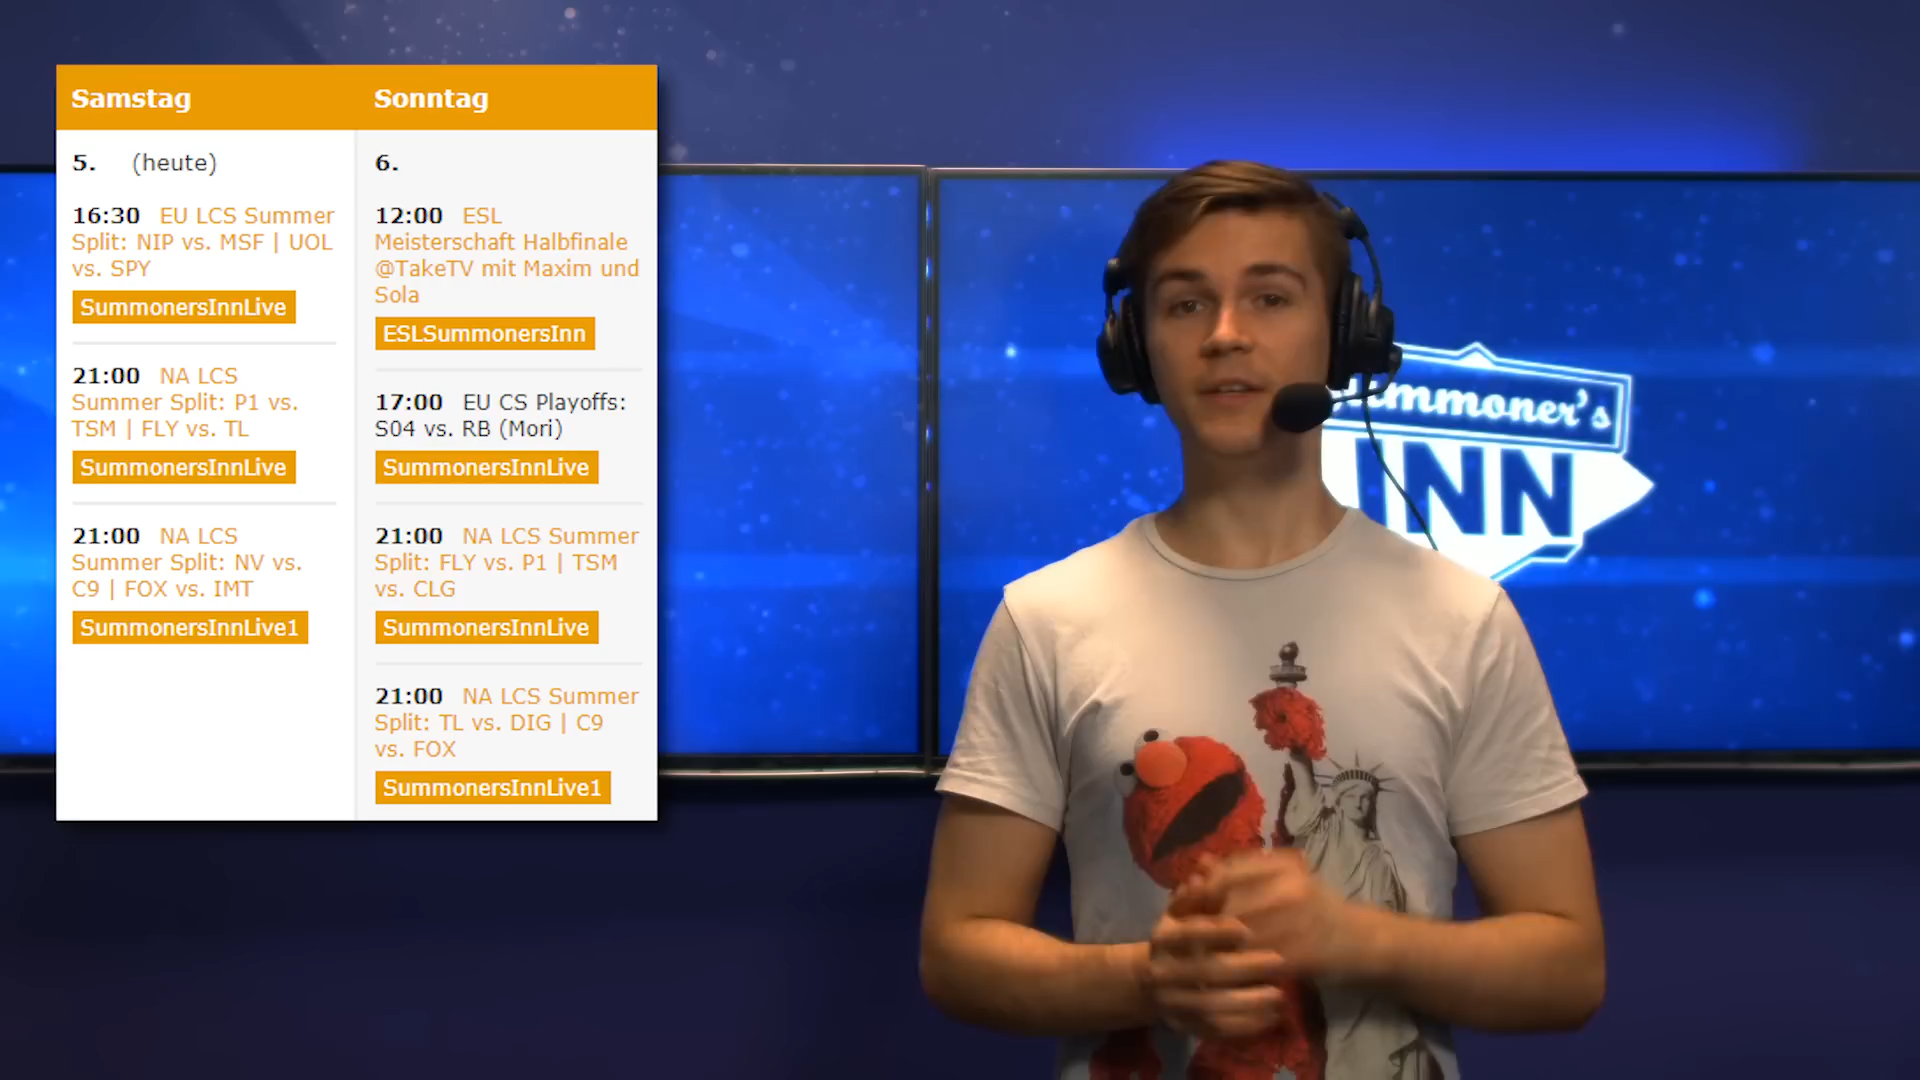 Samstag
5. (heute)
16:30 EU LCS Summer
Split: NIP vs. MSF | UOL
vs. SPY
SummonersInnLive
21:00 NA LCS
Summer Split: P1 vs.
TSM | FLY vs. TL
SummonersInnLive
21:00 NA LCS
Summer Split: NV vs.
C9 | FOX vs. IMT
SummonersInnLive1
Sonntag
6.
12:00 ESL
Meisterschaft Halbfinale
@TakeTV mit Maxim und
Sola
ESLSummonersInn
17:00 EU CS Playoffs:
S04 vs. RB (Mori)
SummonersInnLive
21:00 NA LCS Summer
Split: FLY vs. P1 | TSM
vs. CLG
SummonersInnLive
21:00 NA LCS Summer
Split: TL vs. DIG | C9
vs. FOX
SummonersInnLive1
Summoner's
INN